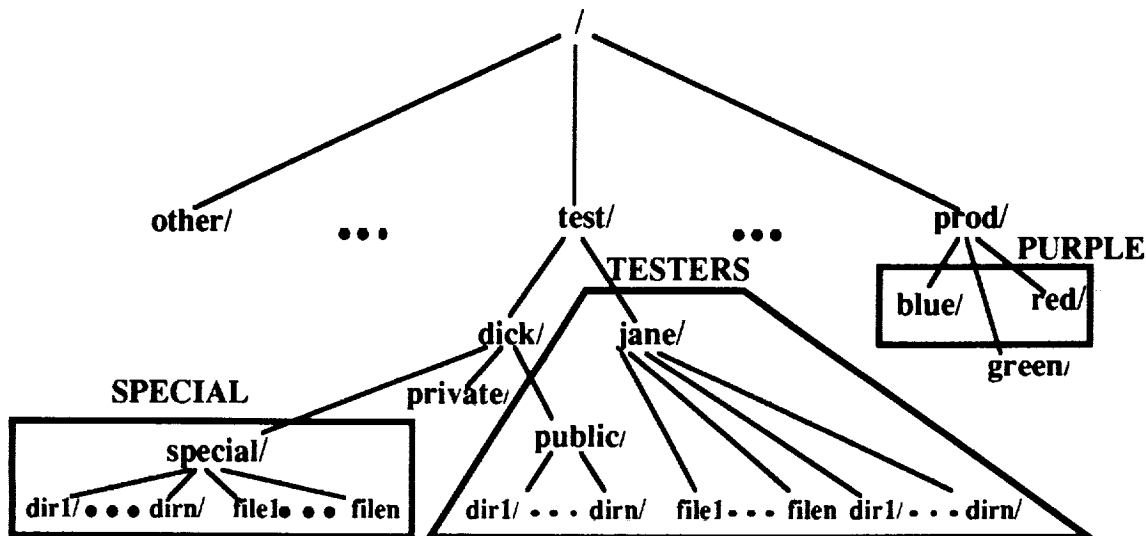 /
other/ ••• test/ ••• prod/
TESTERS PURPLE
blue/ red/
dick/ jane/
green/
SPECIAL private/
public/
special/
dir1/ ••• dirn/ file1 ••• filen dir1/ •••• dirn/ file1 •••• filen dir1/ •••• dirn/